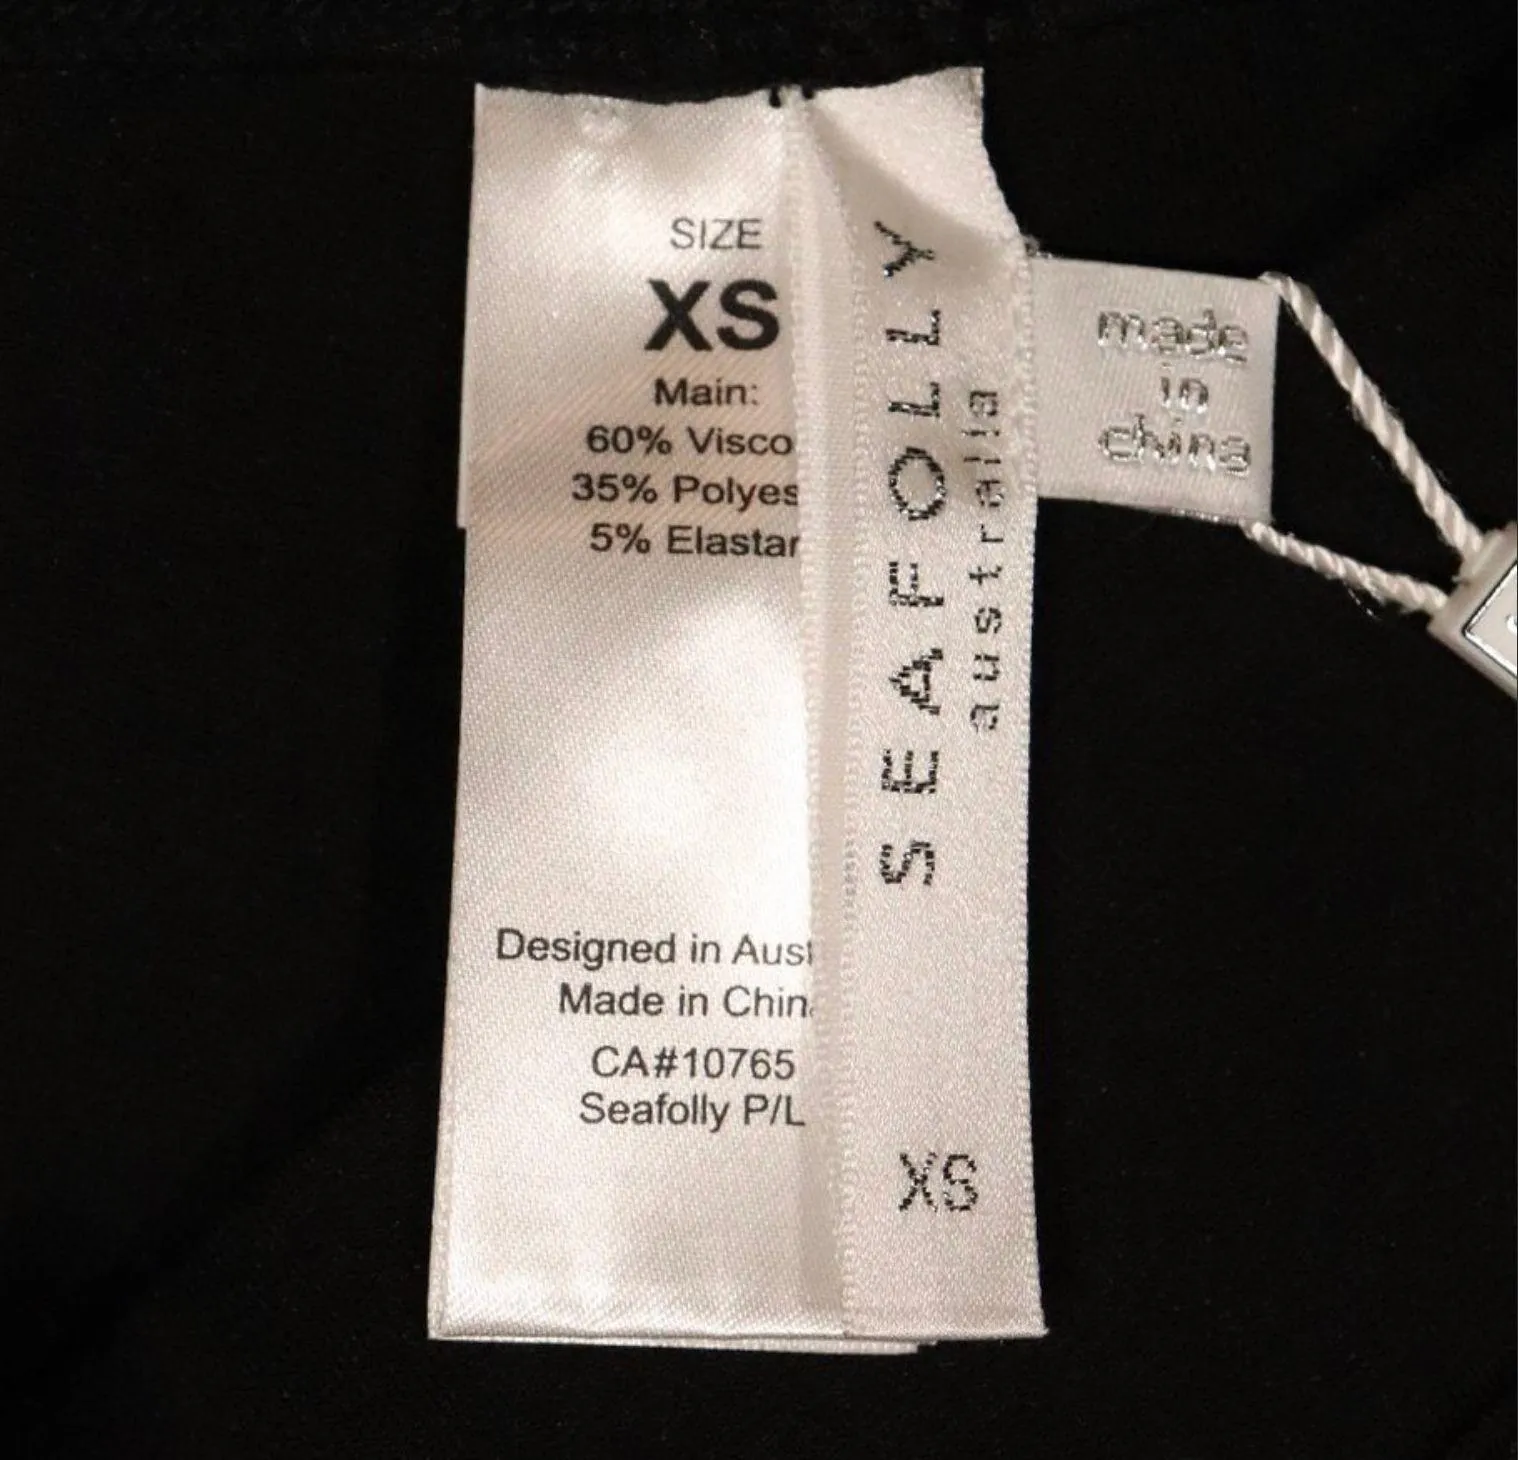 SIZE
XS
Main:
60% Visco
35% Polyes
5% Elastar
Designed in Aust
Made in Chin
CA#10765
Seafolly P/L
SEAFOLLY
australia
XS
made
in
china